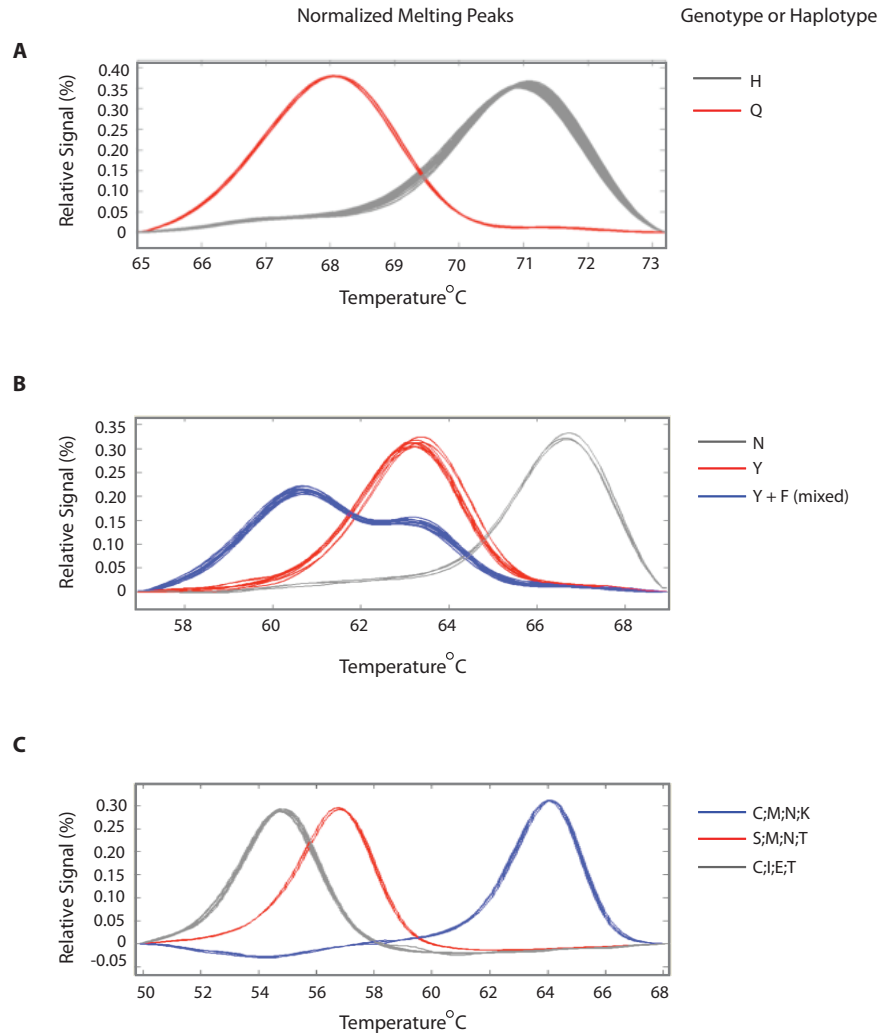 Normalized Melting Peaks
Genotype or Haplotype
A
Relative Signal (%)
0.40
0.35
0.30
0.25
0.20
0.15
0.10
0.05
0
65 66 67 68 69 70 71 72 73
Temperature°C
H
Q
B
Relative Signal (%)
0.35
0.30
0.25
0.20
0.15
0.10
0.05
0
58 60 62 64 66 68
Temperature°C
N
Y
Y + F (mixed)
C
Relative Signal (%)
0.30
0.25
0.20
0.15
0.10
0.05
0
-0.05
50 52 54 56 58 60 62 64 66 68
Temperature°C
C;M;N;K
S;M;N;T
C;I;E;T